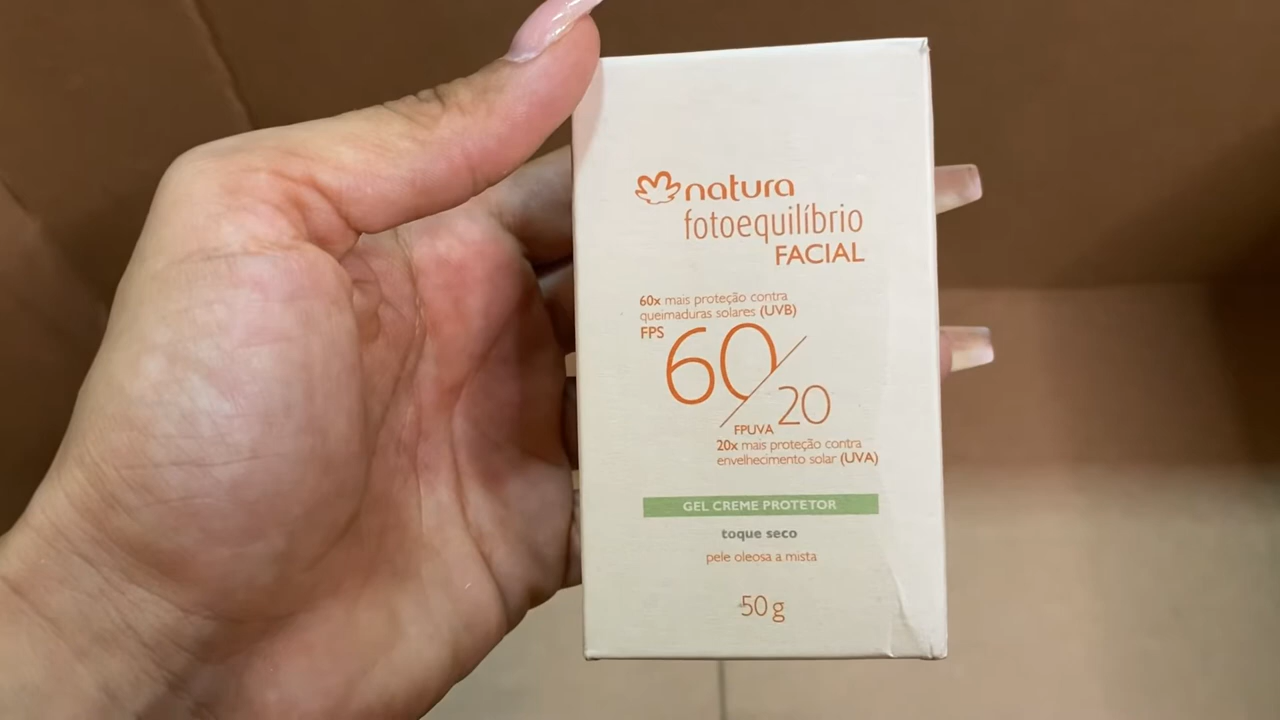 natura
fotoequilíbrio
FACIAL
60x mais proteção contra
queimaduras solares (UVB)
FPS
60/20
FPUVA
20x mais proteção contra
envelhecimento solar (UVA)
GEL CREME PROTETOR
toque seco
pele oleosa a mista
50 g